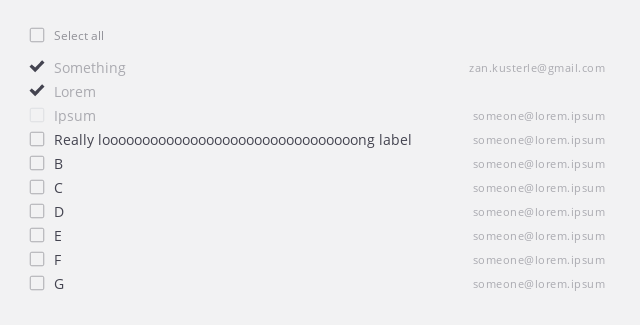 Select all
Something zan.kusterle@gmail.com
Lorem
Ipsum someone@lorem.ipsum
Really looooooooooooooooooooooooooooooooong label someone@lorem.ipsum
B someone@lorem.ipsum
C someone@lorem.ipsum
D someone@lorem.ipsum
E someone@lorem.ipsum
F someone@lorem.ipsum
G someone@lorem.ipsum